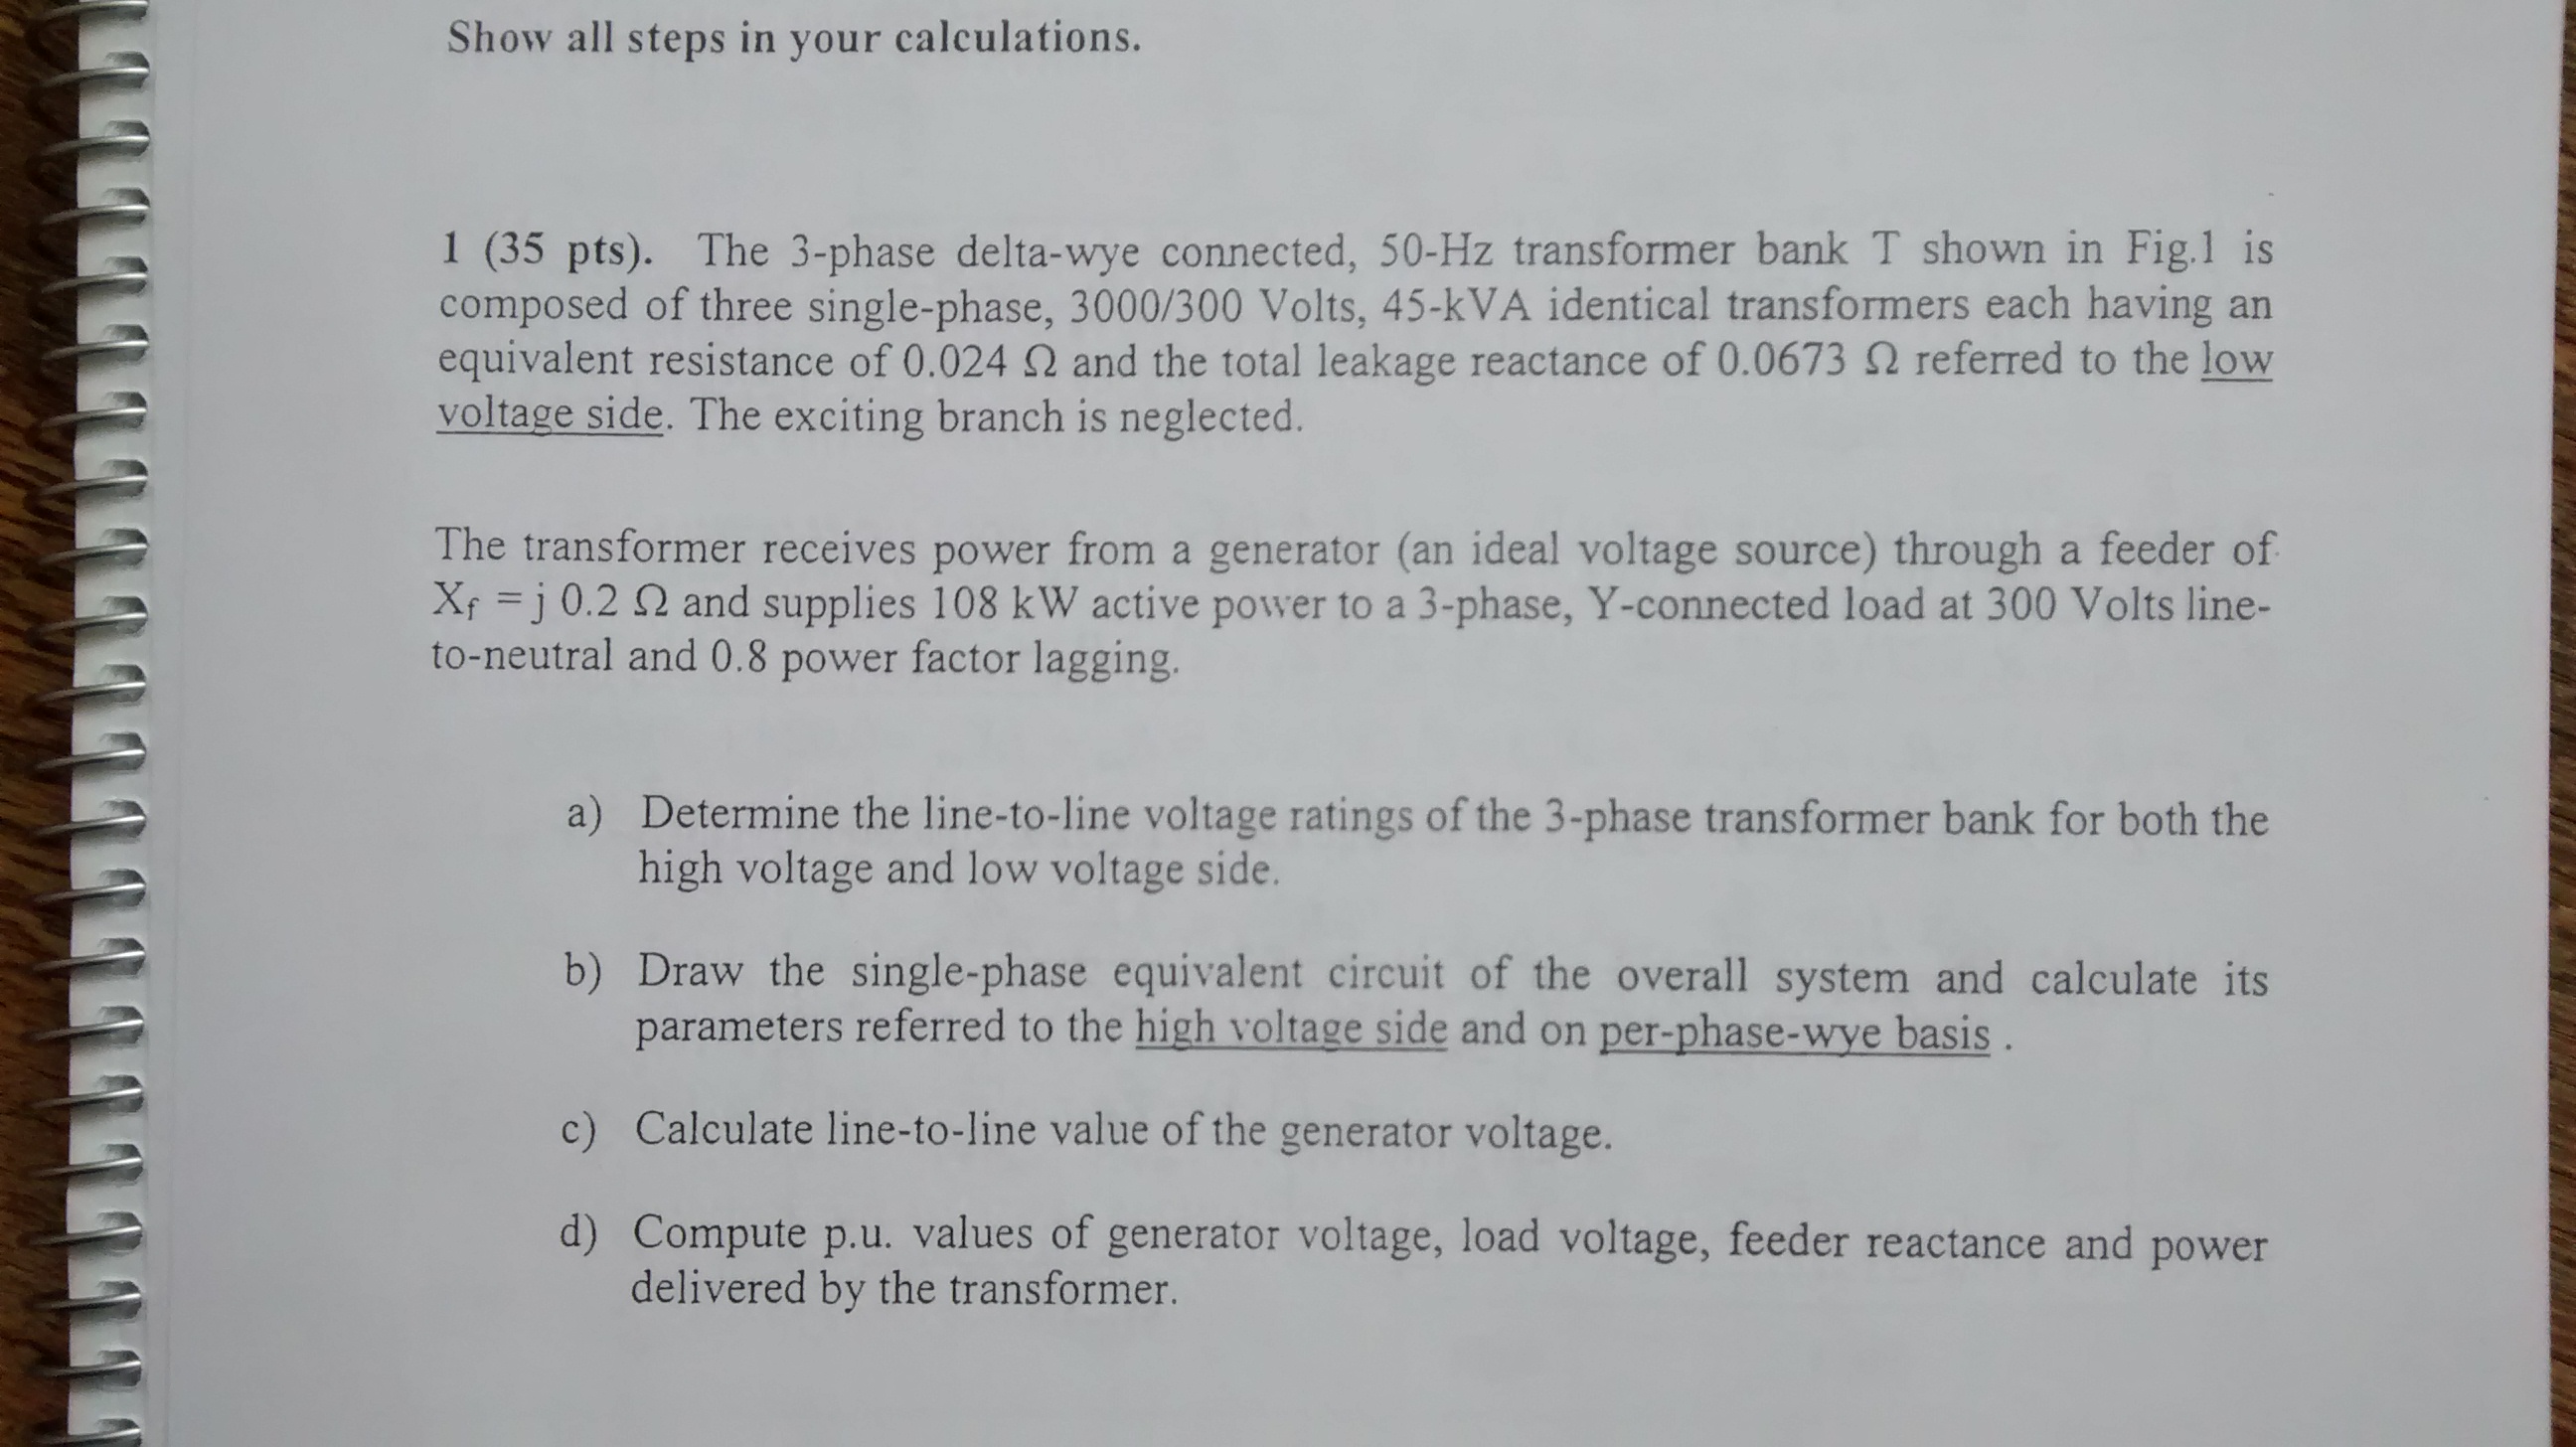 Show all steps in your calculations.
1 (35 pts). The 3-phase delta-wye connected, 50-Hz transformer bank T shown in Fig.1 is
composed of three single-phase, 3000/300 Volts, 45-kVA identical transformers each having an
equivalent resistance of 0.024 Ω and the total leakage reactance of 0.0673 Ω referred to the low
voltage side. The exciting branch is neglected.
The transformer receives power from a generator (an ideal voltage source) through a feeder of
Xf = j 0.2 Ω and supplies 108 kW active power to a 3-phase, Y-connected load at 300 Volts line-
to-neutral and 0.8 power factor lagging.
a) Determine the line-to-line voltage ratings of the 3-phase transformer bank for both the
high voltage and low voltage side.
b) Draw the single-phase equivalent circuit of the overall system and calculate its
parameters referred to the high voltage side and on per-phase-wye basis .
c) Calculate line-to-line value of the generator voltage.
d) Compute p.u. values of generator voltage, load voltage, feeder reactance and power
delivered by the transformer.